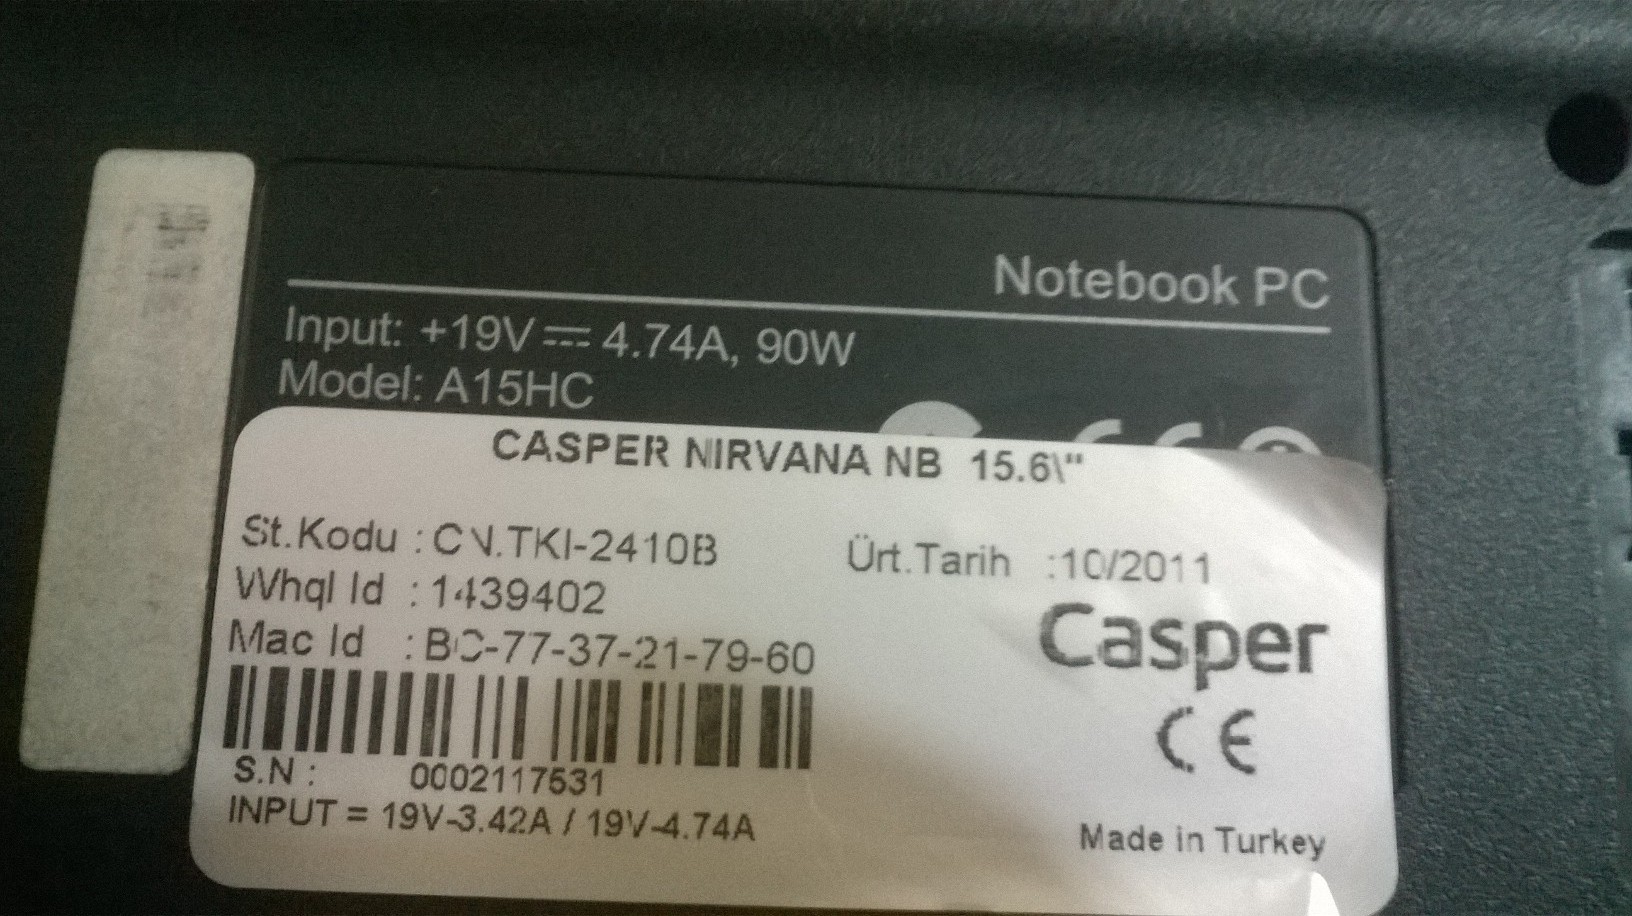 Notebook PC
Input: +19V⎓4.74A, 90W
Model: A15HC
CASPER NIRVANA NB 15.6\"
St.Kodu : CN.TKI-2410B
Ürt.Tarih :10/2011
Whql Id : 1439402
Mac Id : BC-77-37-21-79-60
Casper
CE
S.N : 0002117531
INPUT = 19V-3.42A / 19V-4.74A
Made in Turkey